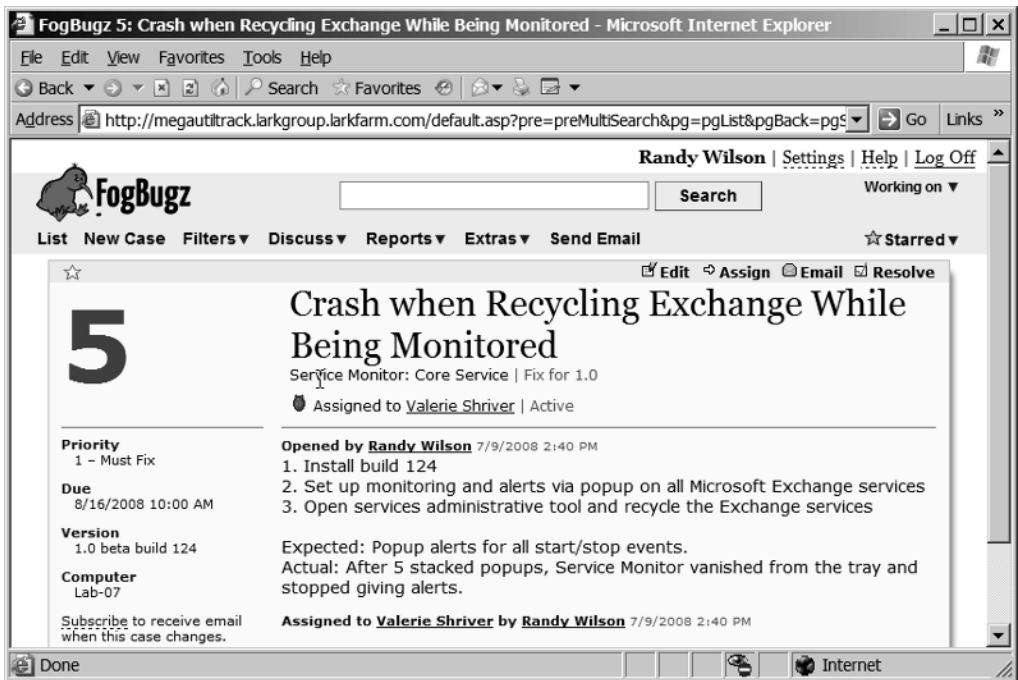 FogBugz 5: Crash when Recycling Exchange While Being Monitored - Microsoft Internet Explorer
File Edit View Favorites Tools Help
Back Search Favorites
Address http://megautiltrack.larkgroup.larkfarm.com/default.asp?pre=preMultiSearch&pg=pgList&pgBack=pgS Go Links »
Randy Wilson | Settings | Help | Log Off
FogBugz Search Working on ▼
List New Case Filters▼ Discuss▼ Reports▼ Extras▼ Send Email ☆Starred▼
Edit Assign Email Resolve
5
Crash when Recycling Exchange While
Being Monitored
Service Monitor: Core Service | Fix for 1.0
Assigned to Valerie Shriver | Active
Priority
1 – Must Fix
Due
8/16/2008 10:00 AM
Version
1.0 beta build 124
Computer
Lab-07
Subscribe to receive email
when this case changes.
Opened by Randy Wilson 7/9/2008 2:40 PM
1. Install build 124
2. Set up monitoring and alerts via popup on all Microsoft Exchange services
3. Open services administrative tool and recycle the Exchange services
Expected: Popup alerts for all start/stop events.
Actual: After 5 stacked popups, Service Monitor vanished from the tray and
stopped giving alerts.
Assigned to Valerie Shriver by Randy Wilson 7/9/2008 2:40 PM
Done Internet